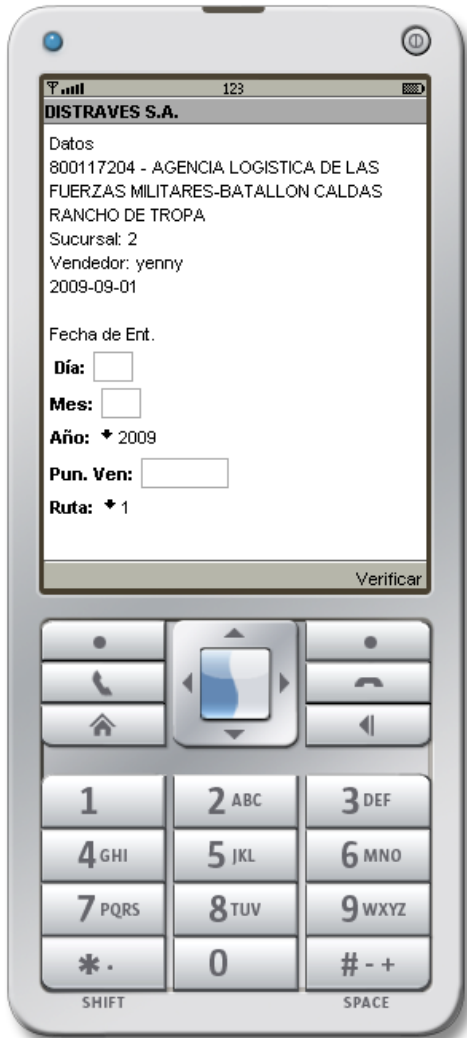 123
DISTRAVES S.A.
Datos
800117204 - AGENCIA LOGISTICA DE LAS
FUERZAS MILITARES-BATALLON CALDAS
RANCHO DE TROPA
Sucursal: 2
Vendedor: yenny
2009-09-01
Fecha de Ent.
Día:
Mes:
Año: 2009
Pun. Ven:
Ruta: 1
Verificar
1 2 ABC 3 DEF
4 GHI 5 JKL 6 MNO
7 PQRS 8 TUV 9 WXYZ
* . 0 # - +
SHIFT SPACE